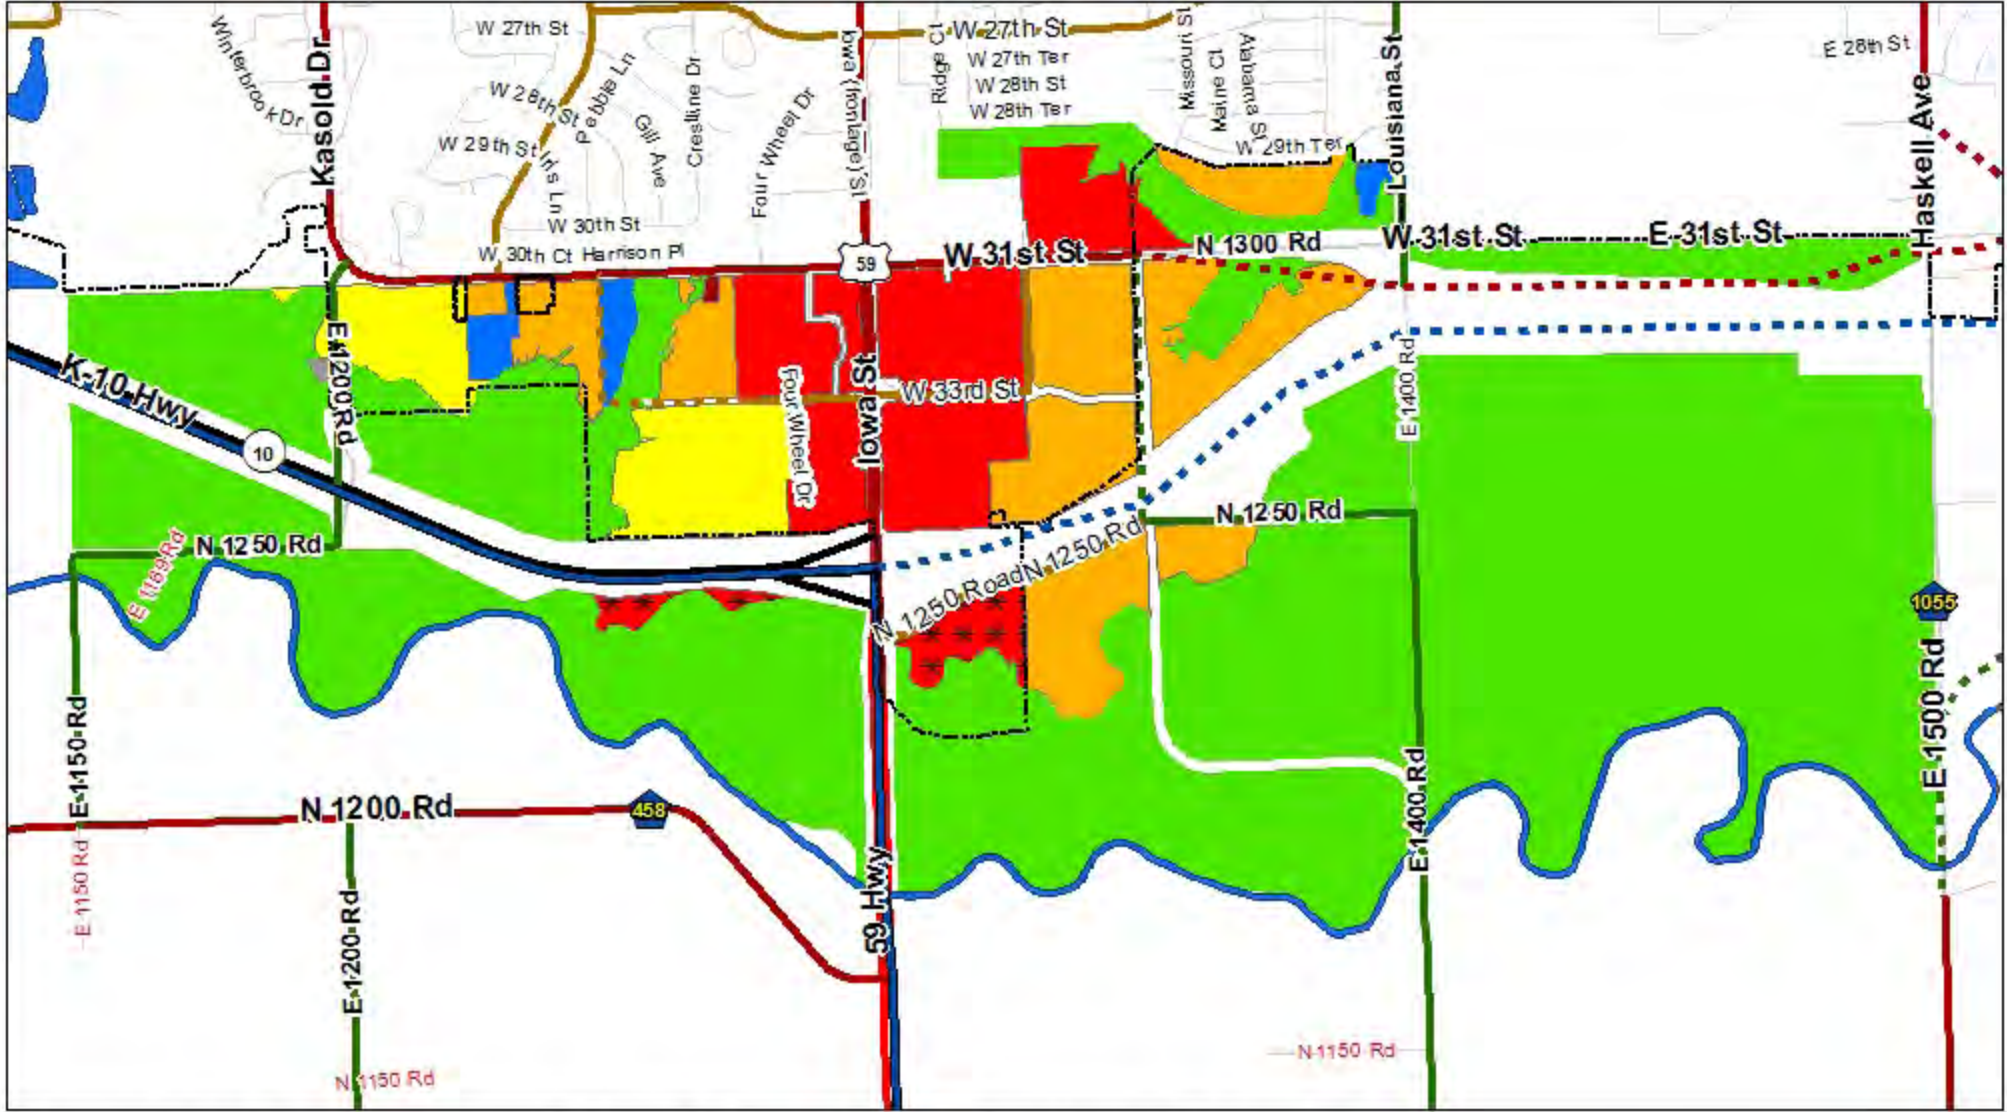 W 27th St
W 27th St
W 27th Ter
W 28th St
W 28th Ter
Ridge Ct
Missouri St
Maine Ct
Alabama St
W 29th Ter
Louisiana St
E 28th St
Haskell Ave
Winterbrook Dr
Kasold Dr
W 28th St
Pebble Ln
Gill Ave
Crestline Dr
Four Wheel Dr
Iowa (frontage) St
W 29th St
Iris Ln
W 30th St
W 30th Ct
Harrison Pl
59
W 31st St
N 1300 Rd
W 31st St
E 31st St
K-10 Hwy
10
E 1200 Rd
Four Wheel Dr
Iowa St
W 33rd St
E 1400 Rd
N 1250 Rd
E 1189 Rd
N 1250 Rd
N 1250 Road
N 1250 Rd
1055
E 1500 Rd
E 1150 Rd
N 1200 Rd
458
E 1400 Rd
E 1150 Rd
E 1200 Rd
59 Hwy
N 1150 Rd
N 1150 Rd